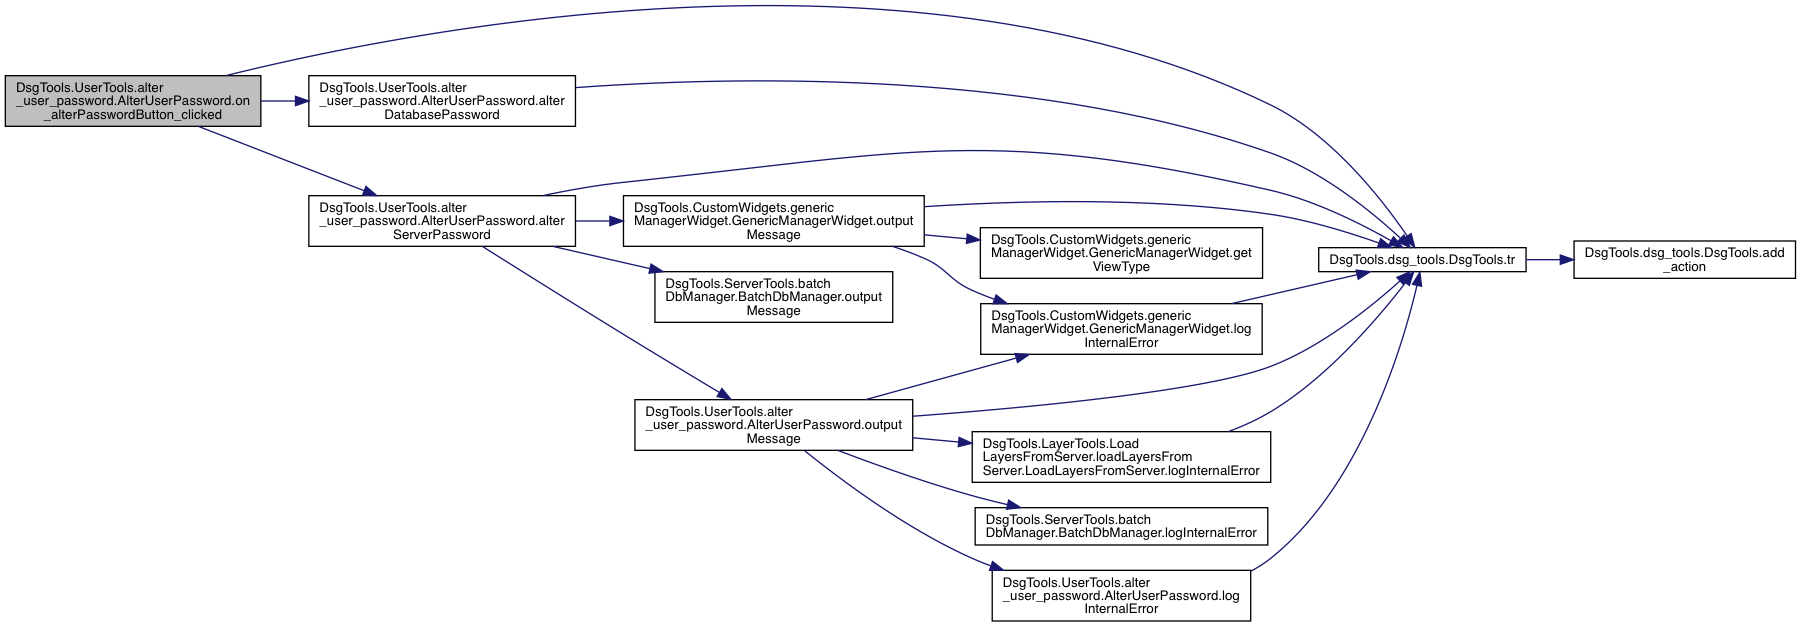 DsgTools.UserTools.alter
_user_password.AlterUserPassword.on
_alterPasswordButton_clicked
DsgTools.UserTools.alter
_user_password.AlterUserPassword.alter
DatabasePassword
DsgTools.UserTools.alter
_user_password.AlterUserPassword.alter
ServerPassword
DsgTools.CustomWidgets.generic
ManagerWidget.GenericManagerWidget.output
Message
DsgTools.ServerTools.batch
DbManager.BatchDbManager.output
Message
DsgTools.UserTools.alter
_user_password.AlterUserPassword.output
Message
DsgTools.CustomWidgets.generic
ManagerWidget.GenericManagerWidget.get
ViewType
DsgTools.CustomWidgets.generic
ManagerWidget.GenericManagerWidget.log
InternalError
DsgTools.LayerTools.Load
LayersFromServer.loadLayersFrom
Server.LoadLayersFromServer.logInternalError
DsgTools.ServerTools.batch
DbManager.BatchDbManager.logInternalError
DsgTools.UserTools.alter
_user_password.AlterUserPassword.log
InternalError
DsgTools.dsg_tools.DsgTools.tr
DsgTools.dsg_tools.DsgTools.add
_action